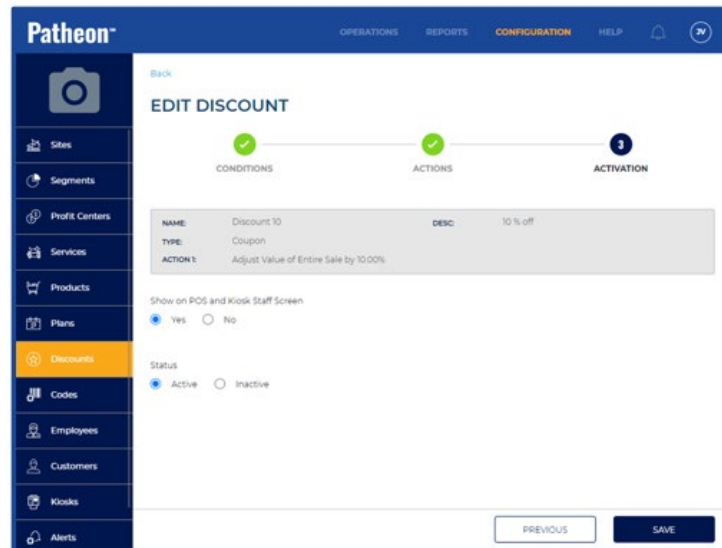 Patheon
OPERATIONS REPORTS CONFIGURATION HELP JV
Back
EDIT DISCOUNT
3
CONDITIONS ACTIONS ACTIVATION
NAME: Discount 10 DESC: 10 % off
TYPE: Coupon
ACTION 1: Adjust Value of Entire Sale by 10.00%
Show on POS and Kiosk Staff Screen
Yes No
Status
Active Inactive
Sites
Segments
Profit Centers
Services
Products
Plans
Discounts
Codes
Employees
Customers
Kiosks
Alerts
PREVIOUS SAVE